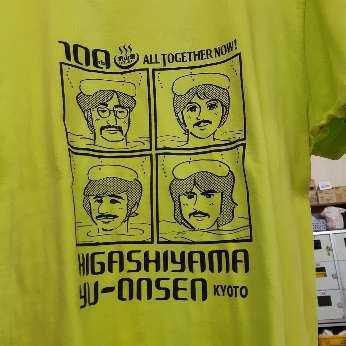 100% ALL TOGETHER NOW!
HIGASHIYAMA
YU-ONSEN KYOTO